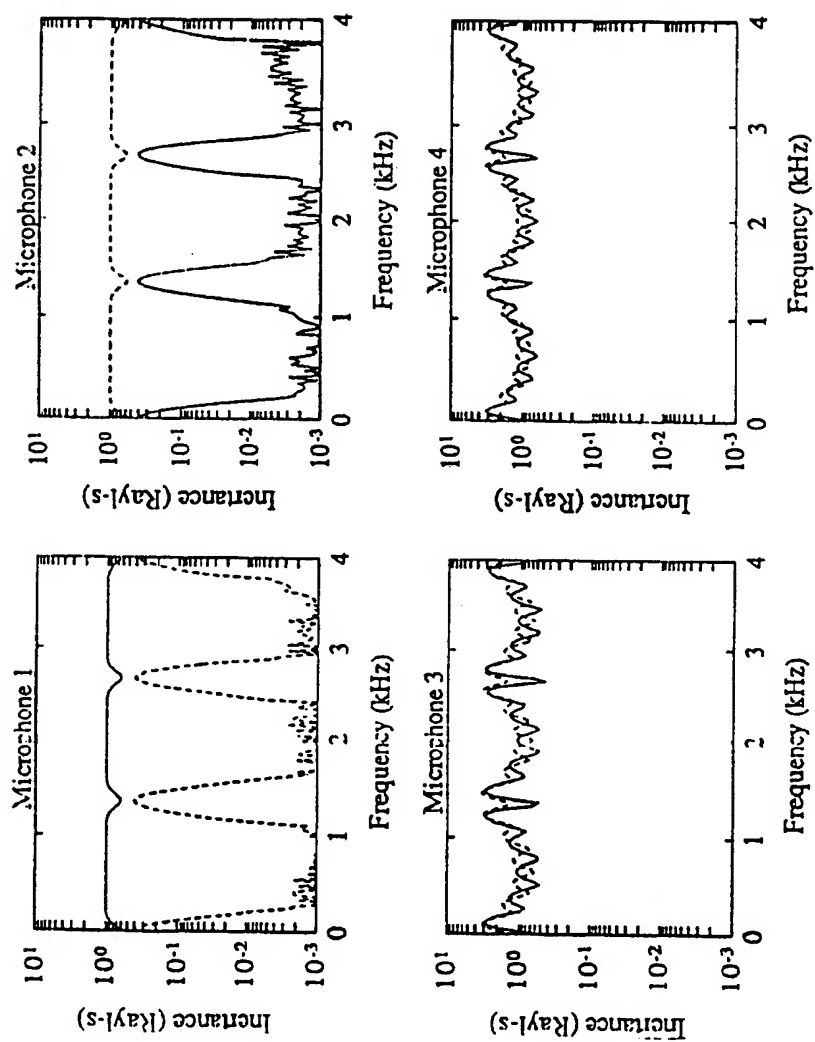 Microphone 1
Inertance (Rayl-s)
10¹
10⁰
10⁻¹
10⁻²
10⁻³
0 1 2 3 4
Frequency (kHz)
Microphone 2
Inertance (Rayl-s)
10¹
10⁰
10⁻¹
10⁻²
10⁻³
0 1 2 3 4
Frequency (kHz)
Microphone 3
Inertance (Rayl-s)
10¹
10⁰
10⁻¹
10⁻²
10⁻³
0 1 2 3 4
Frequency (kHz)
Microphone 4
Inertance (Rayl-s)
10¹
10⁰
10⁻¹
10⁻²
10⁻³
0 1 2 3 4
Frequency (kHz)